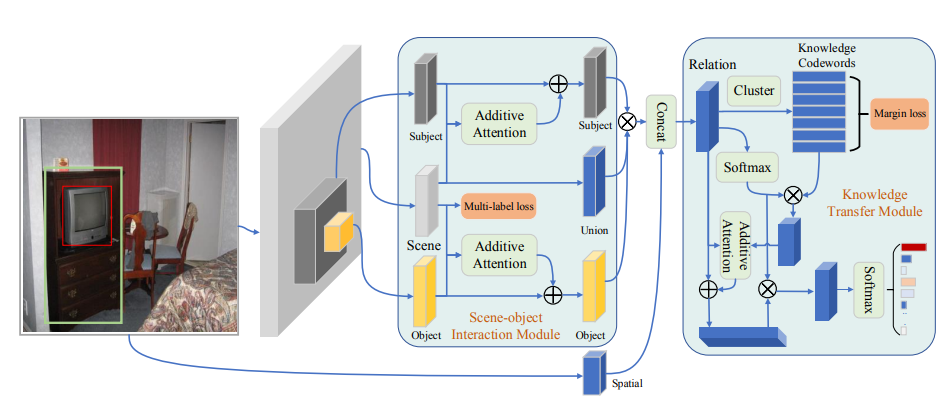 Subject
Additive
Attention
Subject
Scene
Multi-label loss
Union
Additive
Attention
Object
Scene-object
Interaction Module
Object
Spatial
Concat
Relation
Cluster
Knowledge
Codewords
Margin loss
Softmax
Knowledge
Transfer Module
Additive
Attention
Softmax